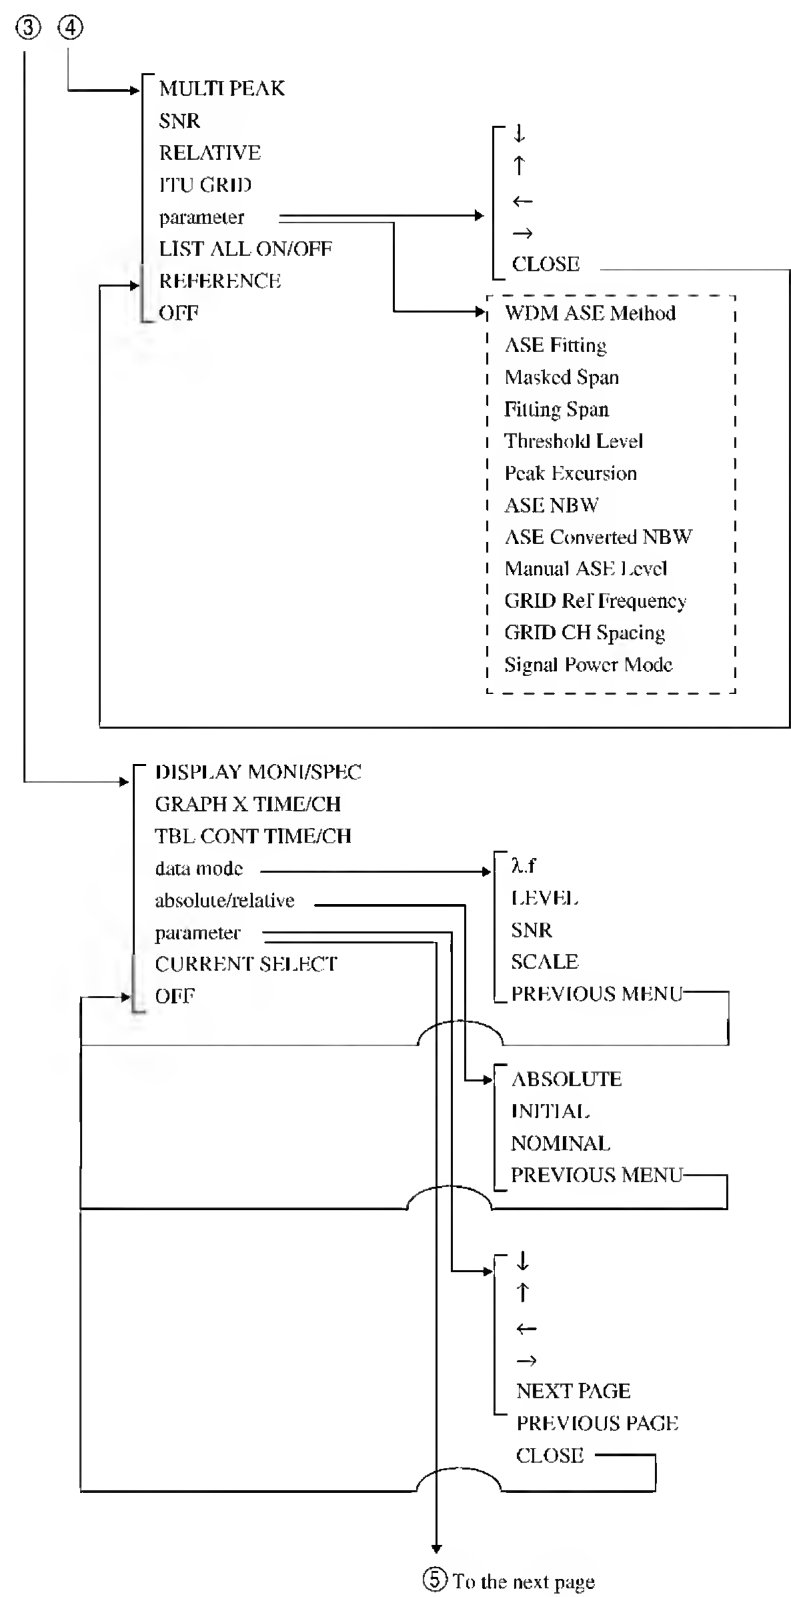 ③ ④
MULTI PEAK
SNR
RELATIVE
ITU GRID
parameter
LIST ALL ON/OFF
REFERENCE
OFF
↓
↑
←
→
CLOSE
WDM ASE Method
ASE Fitting
Masked Span
Fitting Span
Threshold Level
Peak Excursion
ASE NBW
ASE Converted NBW
Manual ASE Level
GRID Ref Frequency
GRID CH Spacing
Signal Power Mode
DISPLAY MONI/SPEC
GRAPH X TIME/CH
TBL CONT TIME/CH
data mode
absolute/relative
parameter
CURRENT SELECT
OFF
λ.f
LEVEL
SNR
SCALE
PREVIOUS MENU
ABSOLUTE
INITIAL
NOMINAL
PREVIOUS MENU
↓
↑
←
→
NEXT PAGE
PREVIOUS PAGE
CLOSE
⑤ To the next page